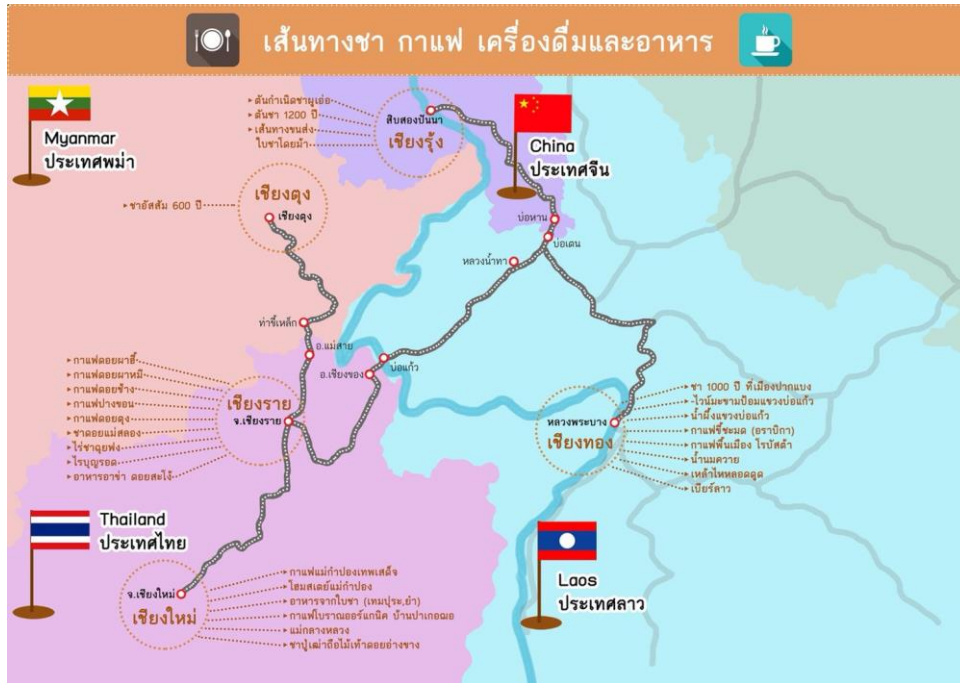 เส้นทางชา กาแฟ เครื่องดื่มและอาหาร
Myanmar
ประเทศพม่า
ต้นกำเนิดชาผูเอ่อ
ต้นชา 1200 ปี
เส้นทางขนส่ง
ใบชาโดยม้า
สิบสองปันนา
เชียงรุ้ง
China
ประเทศจีน
ชาอัสสัม 600 ปี
เชียงตุง
เชียงตุง
บ่อหาน
บ่อเตน
หลวงน้ำทา
ท่าขี้เหล็ก
อ.แม่สาย
บ่อแก้ว
อ.เชียงของ
กาแฟดอยผาฮี้
กาแฟดอยผาหมี
กาแฟดอยช้าง
กาแฟปางขอน
กาแฟดอยตุง
ชาดอยแม่สลอง
ไร่ชาฉุยฟง
ไร่บุญรอด
อาหารอาข่า ดอยสะโง้
เชียงราย
จ.เชียงราย
หลวงพระบาง
เชียงทอง
ชา 1000 ปี ที่เมืองปากแบง
-ไวน์มะขามป้อมแขวงบ่อแก้ว
น้ำผึ้งแขวงบ่อแก้ว
กาแฟขี้ชะมด (อราบิกา)
กาแฟพื้นเมือง โรบัสต้า
น้ำนมควาย
เหล้าไหหลอดดูด
เบียร์ลาว
Thailand
ประเทศไทย
Laos
ประเทศลาว
จ.เชียงใหม่
เชียงใหม่
กาแฟแม่กำปองเทพเสด็จ
โฮมสเตย์แม่กำปอง
อาหารจากใบชา (เทมปุระ,ยำ)
กาแฟโบราณออร์แกนิค บ้านปาเกอฌอ
แม่กลางหลวง
ชาปู่เฒ่าถือไม้เท้าดอยอ่างขาง